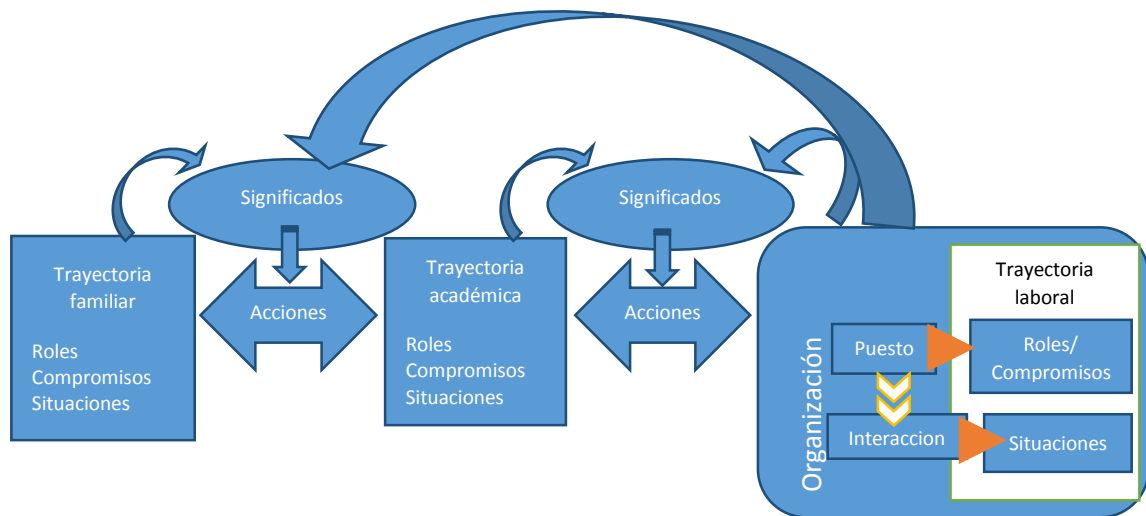 Significados
Trayectoria
familiar
Roles
Compromisos
Situaciones
Acciones
Significados
Trayectoria
académica
Roles
Compromisos
Situaciones
Acciones
Organización
Trayectoria
laboral
Puesto
Roles/
Compromisos
Interaccion
Situaciones